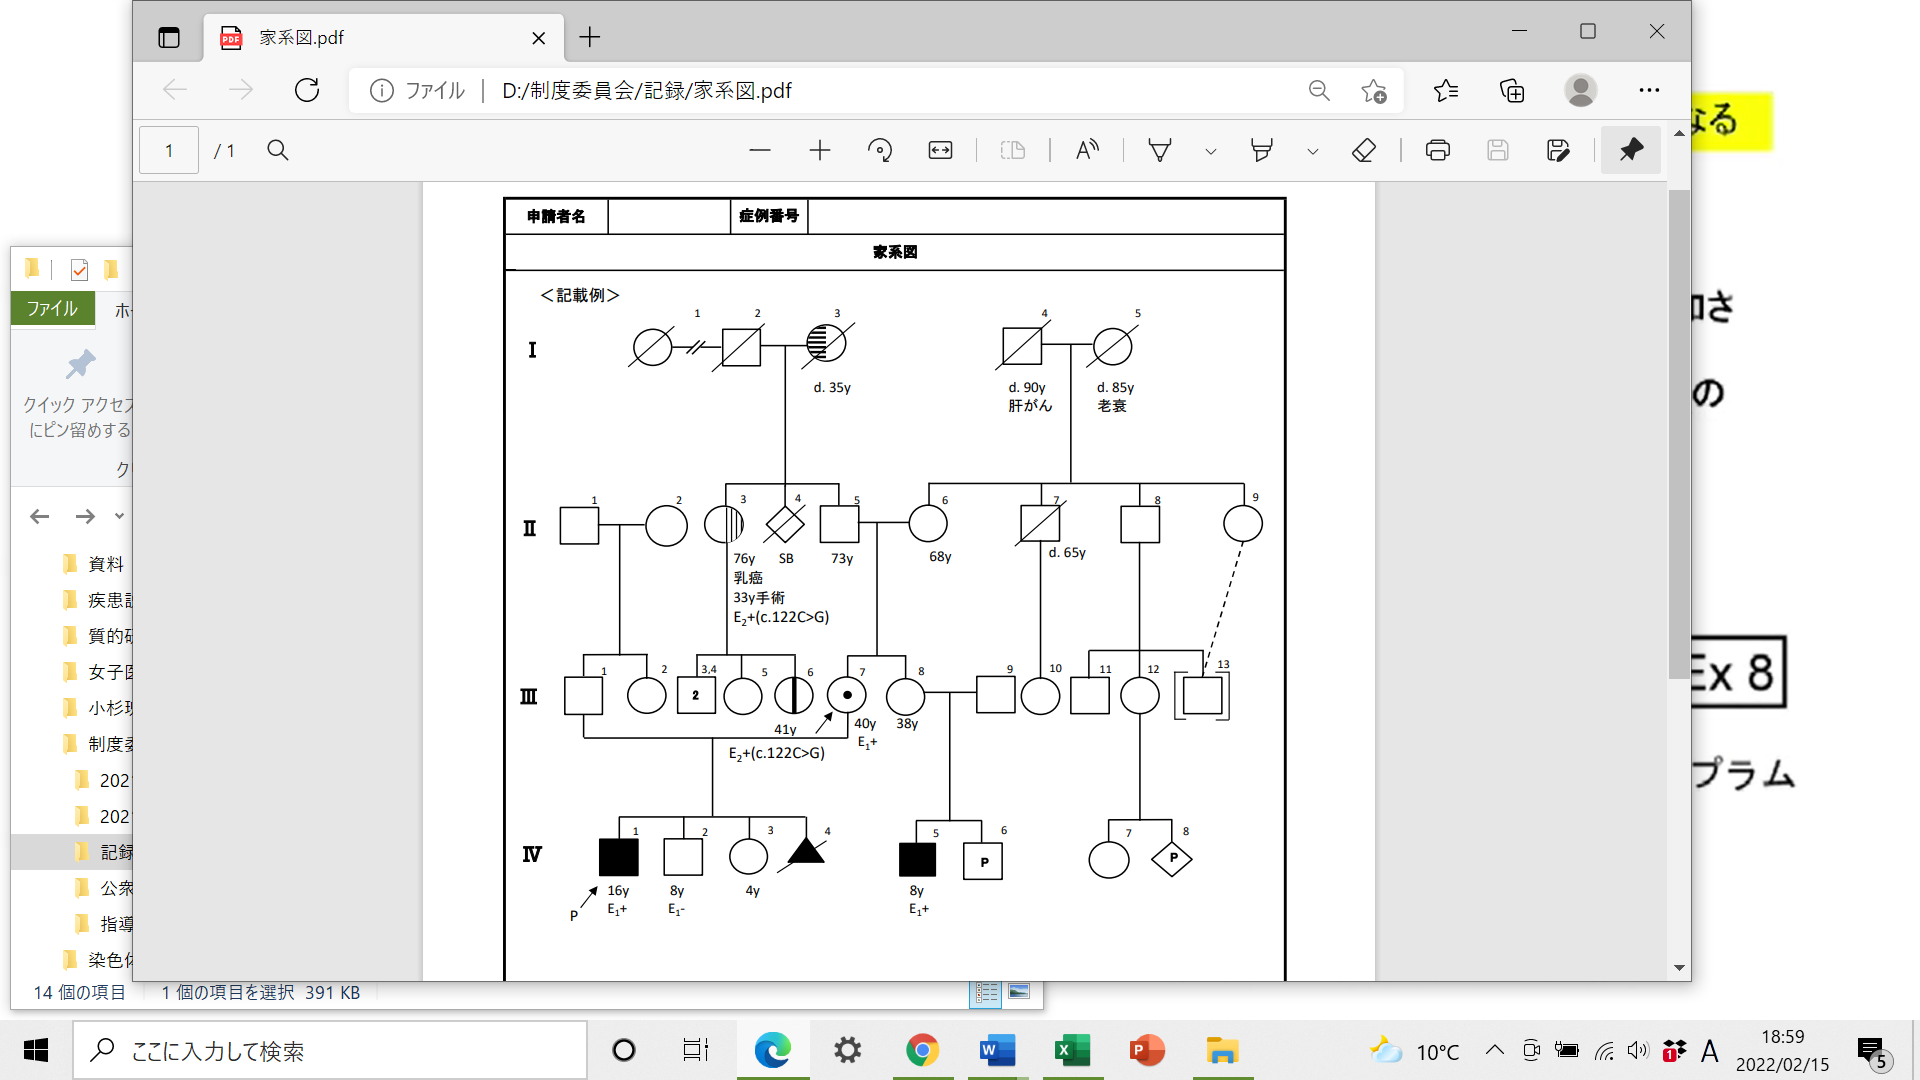 家系図.pdf
ファイル D:/制度委員会/記録/家系図.pdf
1 / 1
申請者名 症例番号
家系図
＜記載例＞
1 2 3 4 5
Ⅰ
d. 35y d. 90y d. 85y
肝がん 老衰
1 2 3 4 5 6 7 8 9
Ⅱ
76y SB 73y 68y d. 65y
乳癌
33y手術
E2+(c.122C>G)
1 2 3,4 5 6 7 8 9 10 11 12 13
Ⅲ 2
41y 40y 38y
E2+(c.122C>G) E1+
1 2 3 4 5 6 7 8
Ⅳ P P
16y 8y 4y 8y
P E1+ E1- E1+
ファイル
クイック アクセ
にピン留めする
資料
疾患
質的
女子
制度
202
202
記録
公衆
指導
14 個の項目 1 個の項目を選択 391 KB
なる
さ
の
Ex 8
プラム
ここに入力して検索
10°C
A
18:59
2022/02/15
5